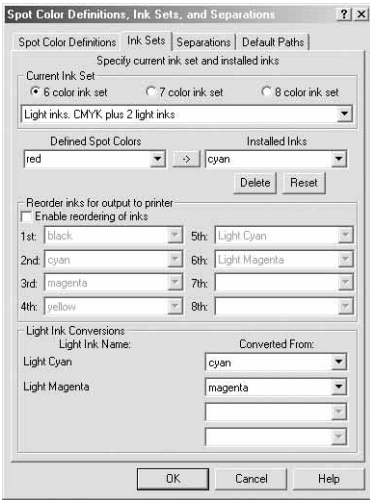 Spot Color Definitions, Ink Sets, and Separations ? X
Spot Color Definitions Ink Sets Separations Default Paths
Specify current ink set and installed inks
Current Ink Set
6 color ink set 7 color ink set 8 color ink set
Light inks. CMYK plus 2 light inks
Defined Spot Colors Installed Inks
red -> cyan
Delete Reset
Reorder inks for output to printer
Enable reordering of inks
1st: black 5th: Light Cyan
2nd: cyan 6th: Light Magenta
3rd: magenta 7th:
4th: yellow 8th:
Light Ink Conversions
Light Ink Name: Converted From:
Light Cyan cyan
Light Magenta magenta
OK Cancel Help